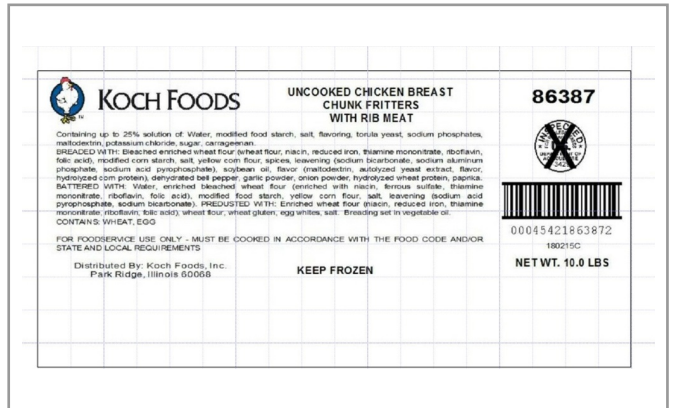 KOCH FOODS
TM
UNCOOKED CHICKEN BREAST
CHUNK FRITTERS
WITH RIB MEAT
86387
Containing up to 25% solution of: Water, modified food starch, salt, flavoring, torula yeast, sodium phosphates,
maltodextrin, potassium chloride, sugar, carrageenan.
BREADED WITH: Bleached enriched wheat flour (wheat flour, niacin, reduced iron, thiamine mononitrate, riboflavin,
folic acid), modified corn starch, salt, yellow corn flour, spices, leavening (sodium bicarbonate, sodium aluminum
phosphate, sodium acid pyrophosphate), soybean oil, flavor (maltodextrin, autolyzed yeast extract, flavor,
hydrolyzed corn protein), dehydrated bell pepper, garlic powder, onion powder, hydrolyzed wheat protein, paprika.
BATTERED WITH: Water, enriched bleached wheat flour (enriched with niacin, ferrous sulfate, thiamine
mononitrate, riboflavin, folic acid), modified food starch, yellow corn flour, salt, leavening (sodium acid
pyrophosphate, sodium bicarbonate). PREDUSTED WITH: Enriched wheat flour (niacin, reduced iron, thiamine
mononitrate, riboflavin, folic acid), wheat flour, wheat gluten, egg whites, salt. Breading set in vegetable oil.
CONTAINS: WHEAT, EGG
FOR FOODSERVICE USE ONLY - MUST BE COOKED IN ACCORDANCE WITH THE FOOD CODE AND/OR
STATE AND LOCAL REQUIREMENTS
Distributed By: Koch Foods, Inc.
Park Ridge, Illinois 60068
KEEP FROZEN
INSPECTED
00045421863872
180215C
NET WT. 10.0 LBS